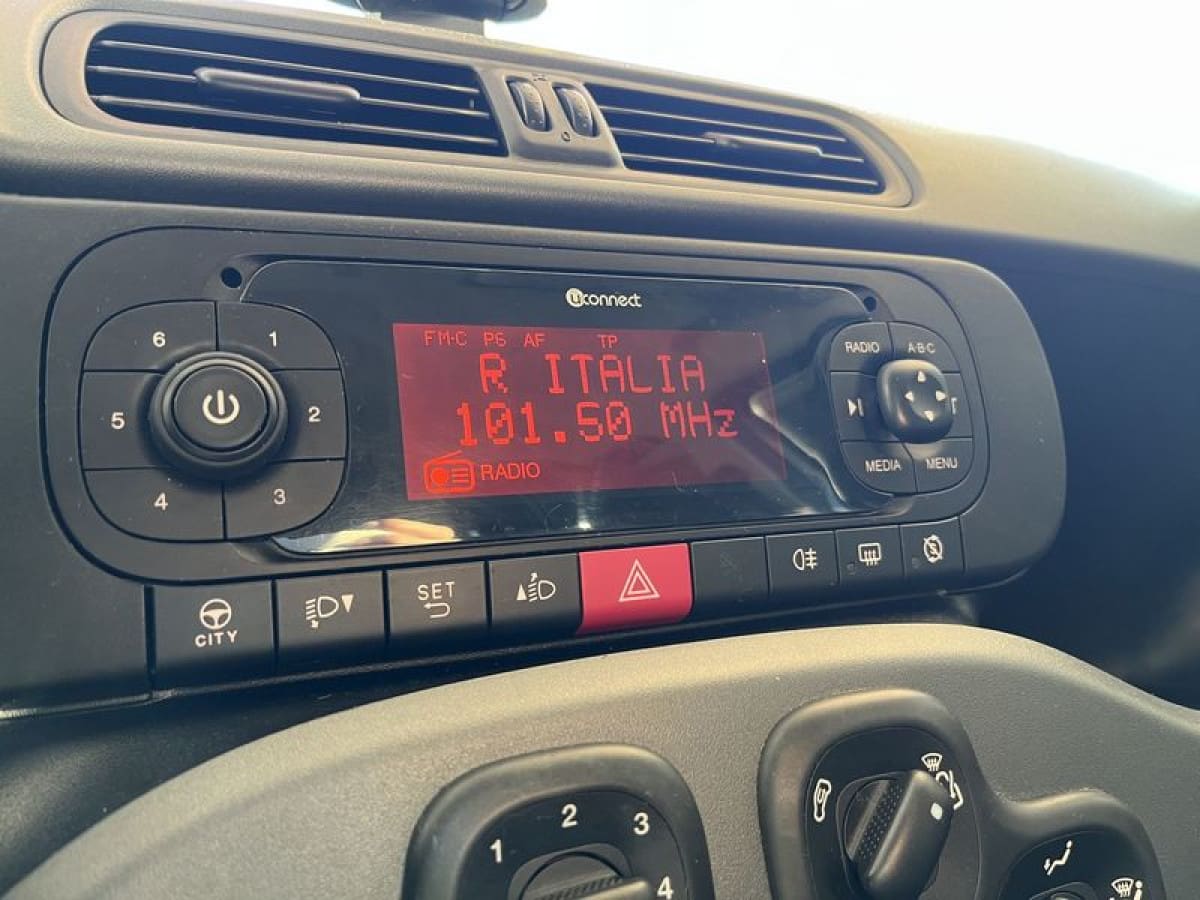 uconnect
FM-C P6 AF TP
R ITALIA
101.50 MHz
RADIO
6 1
5 2
4 3
RADIO A·B·C
MEDIA MENU
CITY
SET
1 2 3 4